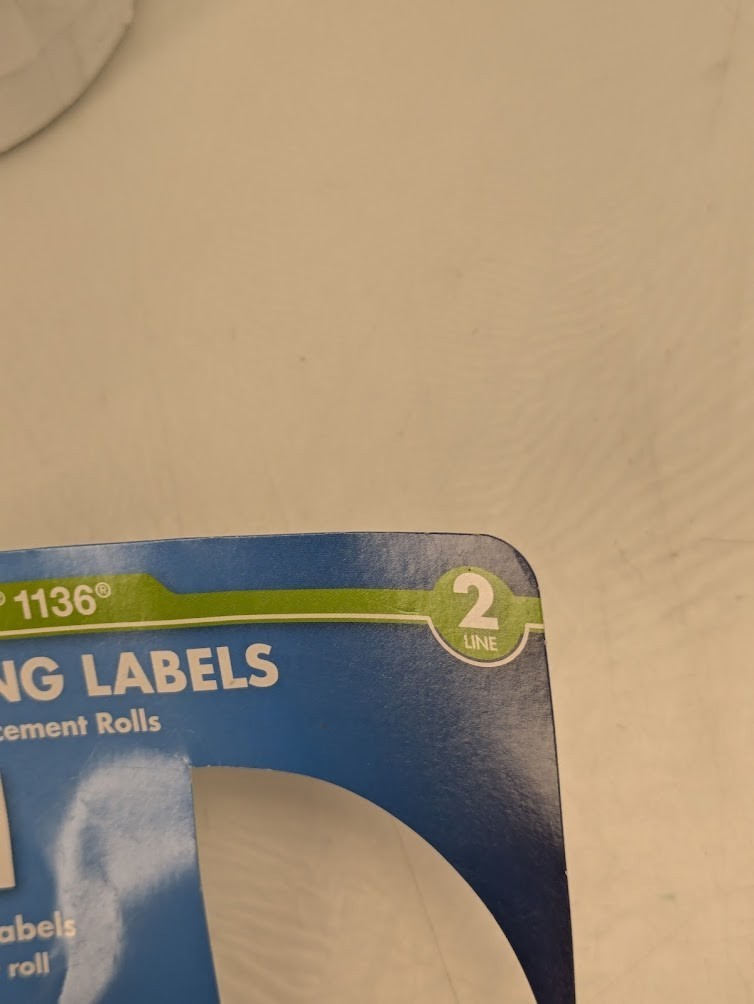 ® 1136®
2
LINE
NG LABELS
cement Rolls
abels
roll